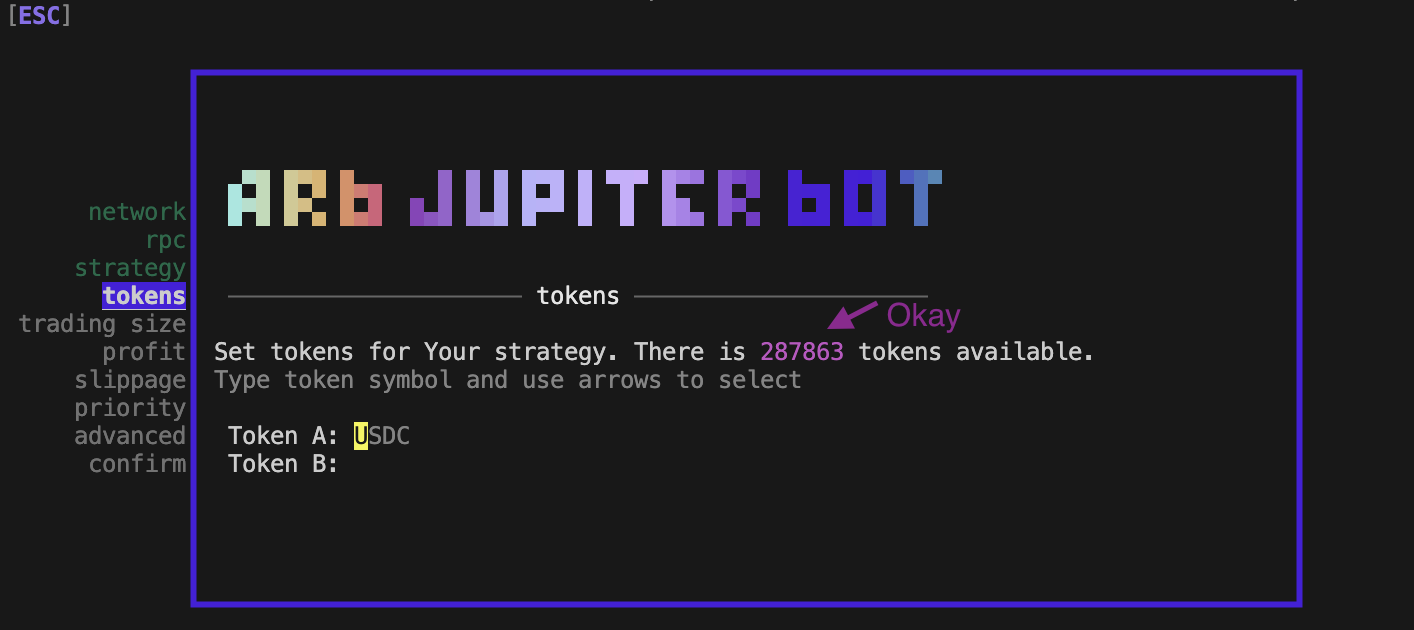 [ESC]
ARb JUPITER bOT
network
rpc
strategy
tokens
tokens
Okay
trading size
profit
Set tokens for Your strategy. There is 287863 tokens available.
slippage
Type token symbol and use arrows to select
priority
advanced
Token A: USDC
confirm
Token B: